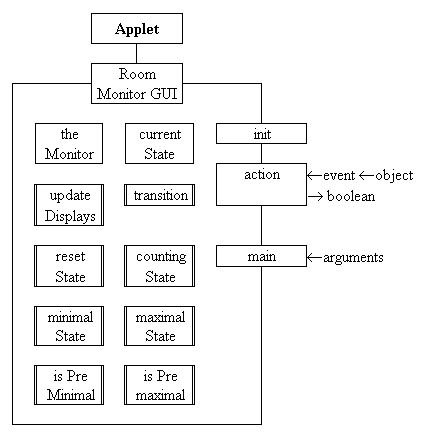 Applet
Room
Monitor GUI
the
Monitor
current
State
init
action
event
object
boolean
update
Displays
transition
reset
State
counting
State
main
arguments
minimal
State
maximal
State
is Pre
Minimal
is Pre
maximal